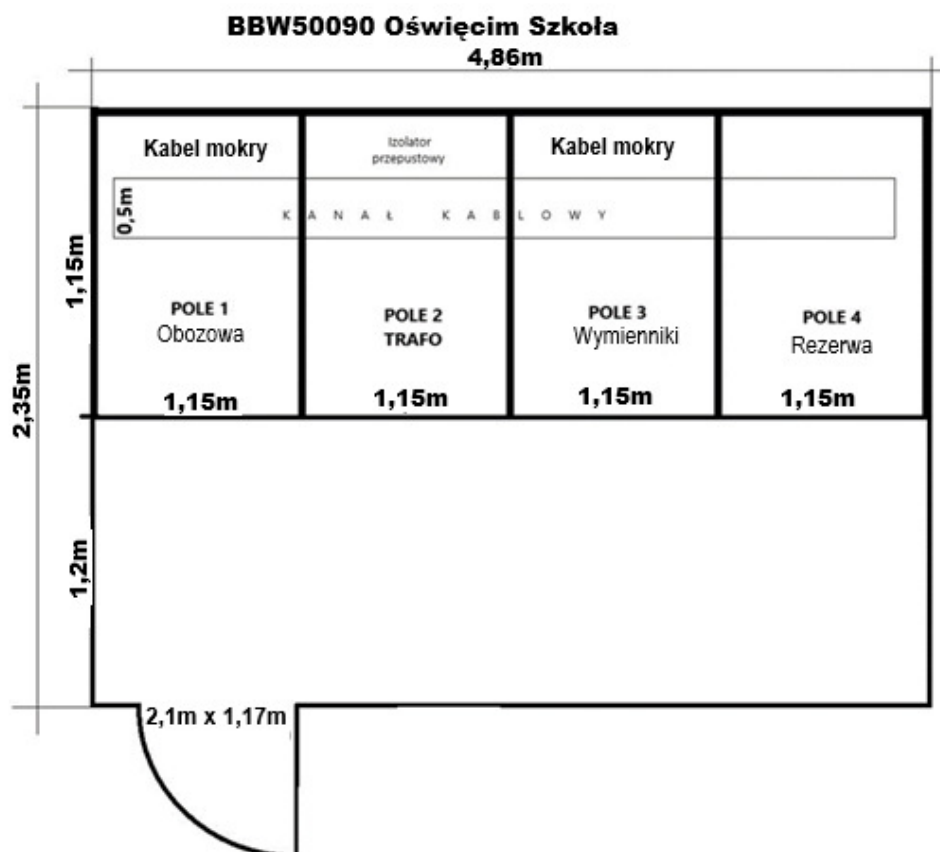 BBW50090 Oświęcim Szkoła
4,86m
Kabel mokry
Izolator
przepustowy
Kabel mokry
0,5m
KANAŁ KABLOWY
1,15m
POLE 1
Obozowa
POLE 2
TRAFO
POLE 3
Wymienniki
POLE 4
Rezerwa
1,15m
1,15m
1,15m
1,15m
2,35m
1,2m
2,1m x 1,17m